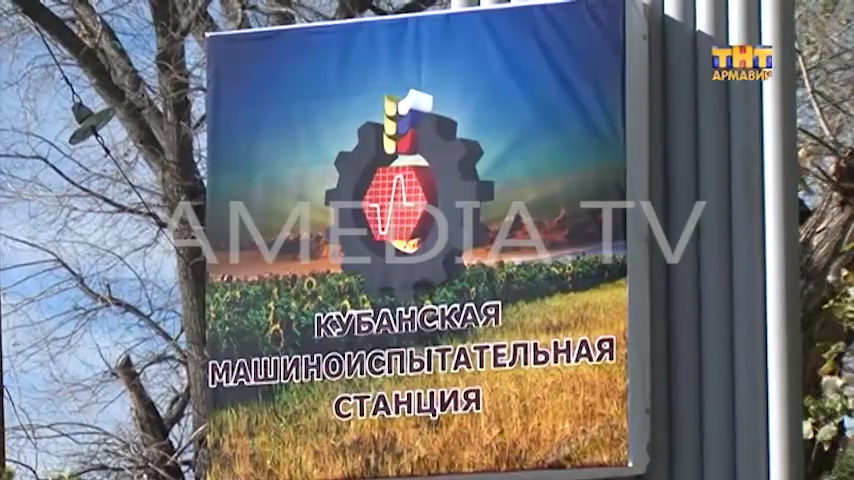 ТНТ
АРМАВИР
AMEDIA TV
КУБАНСКАЯ
МАШИНОИСПЫТАТЕЛЬНАЯ
СТАНЦИЯ